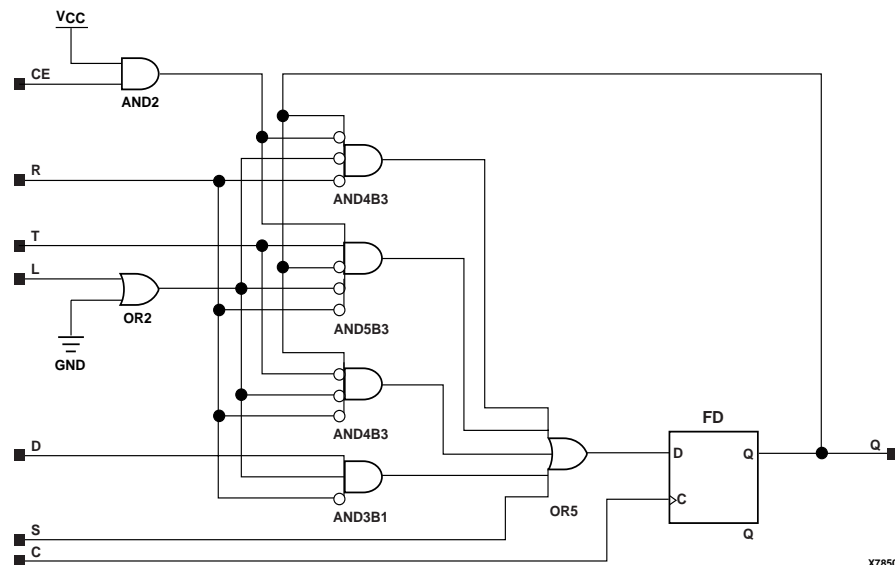 VCC
CE
AND2
R
AND4B3
T
L
OR2
AND5B3
GND
AND4B3
FD
D
Q
Q
D
AND3B1
C
OR5
S
Q
C